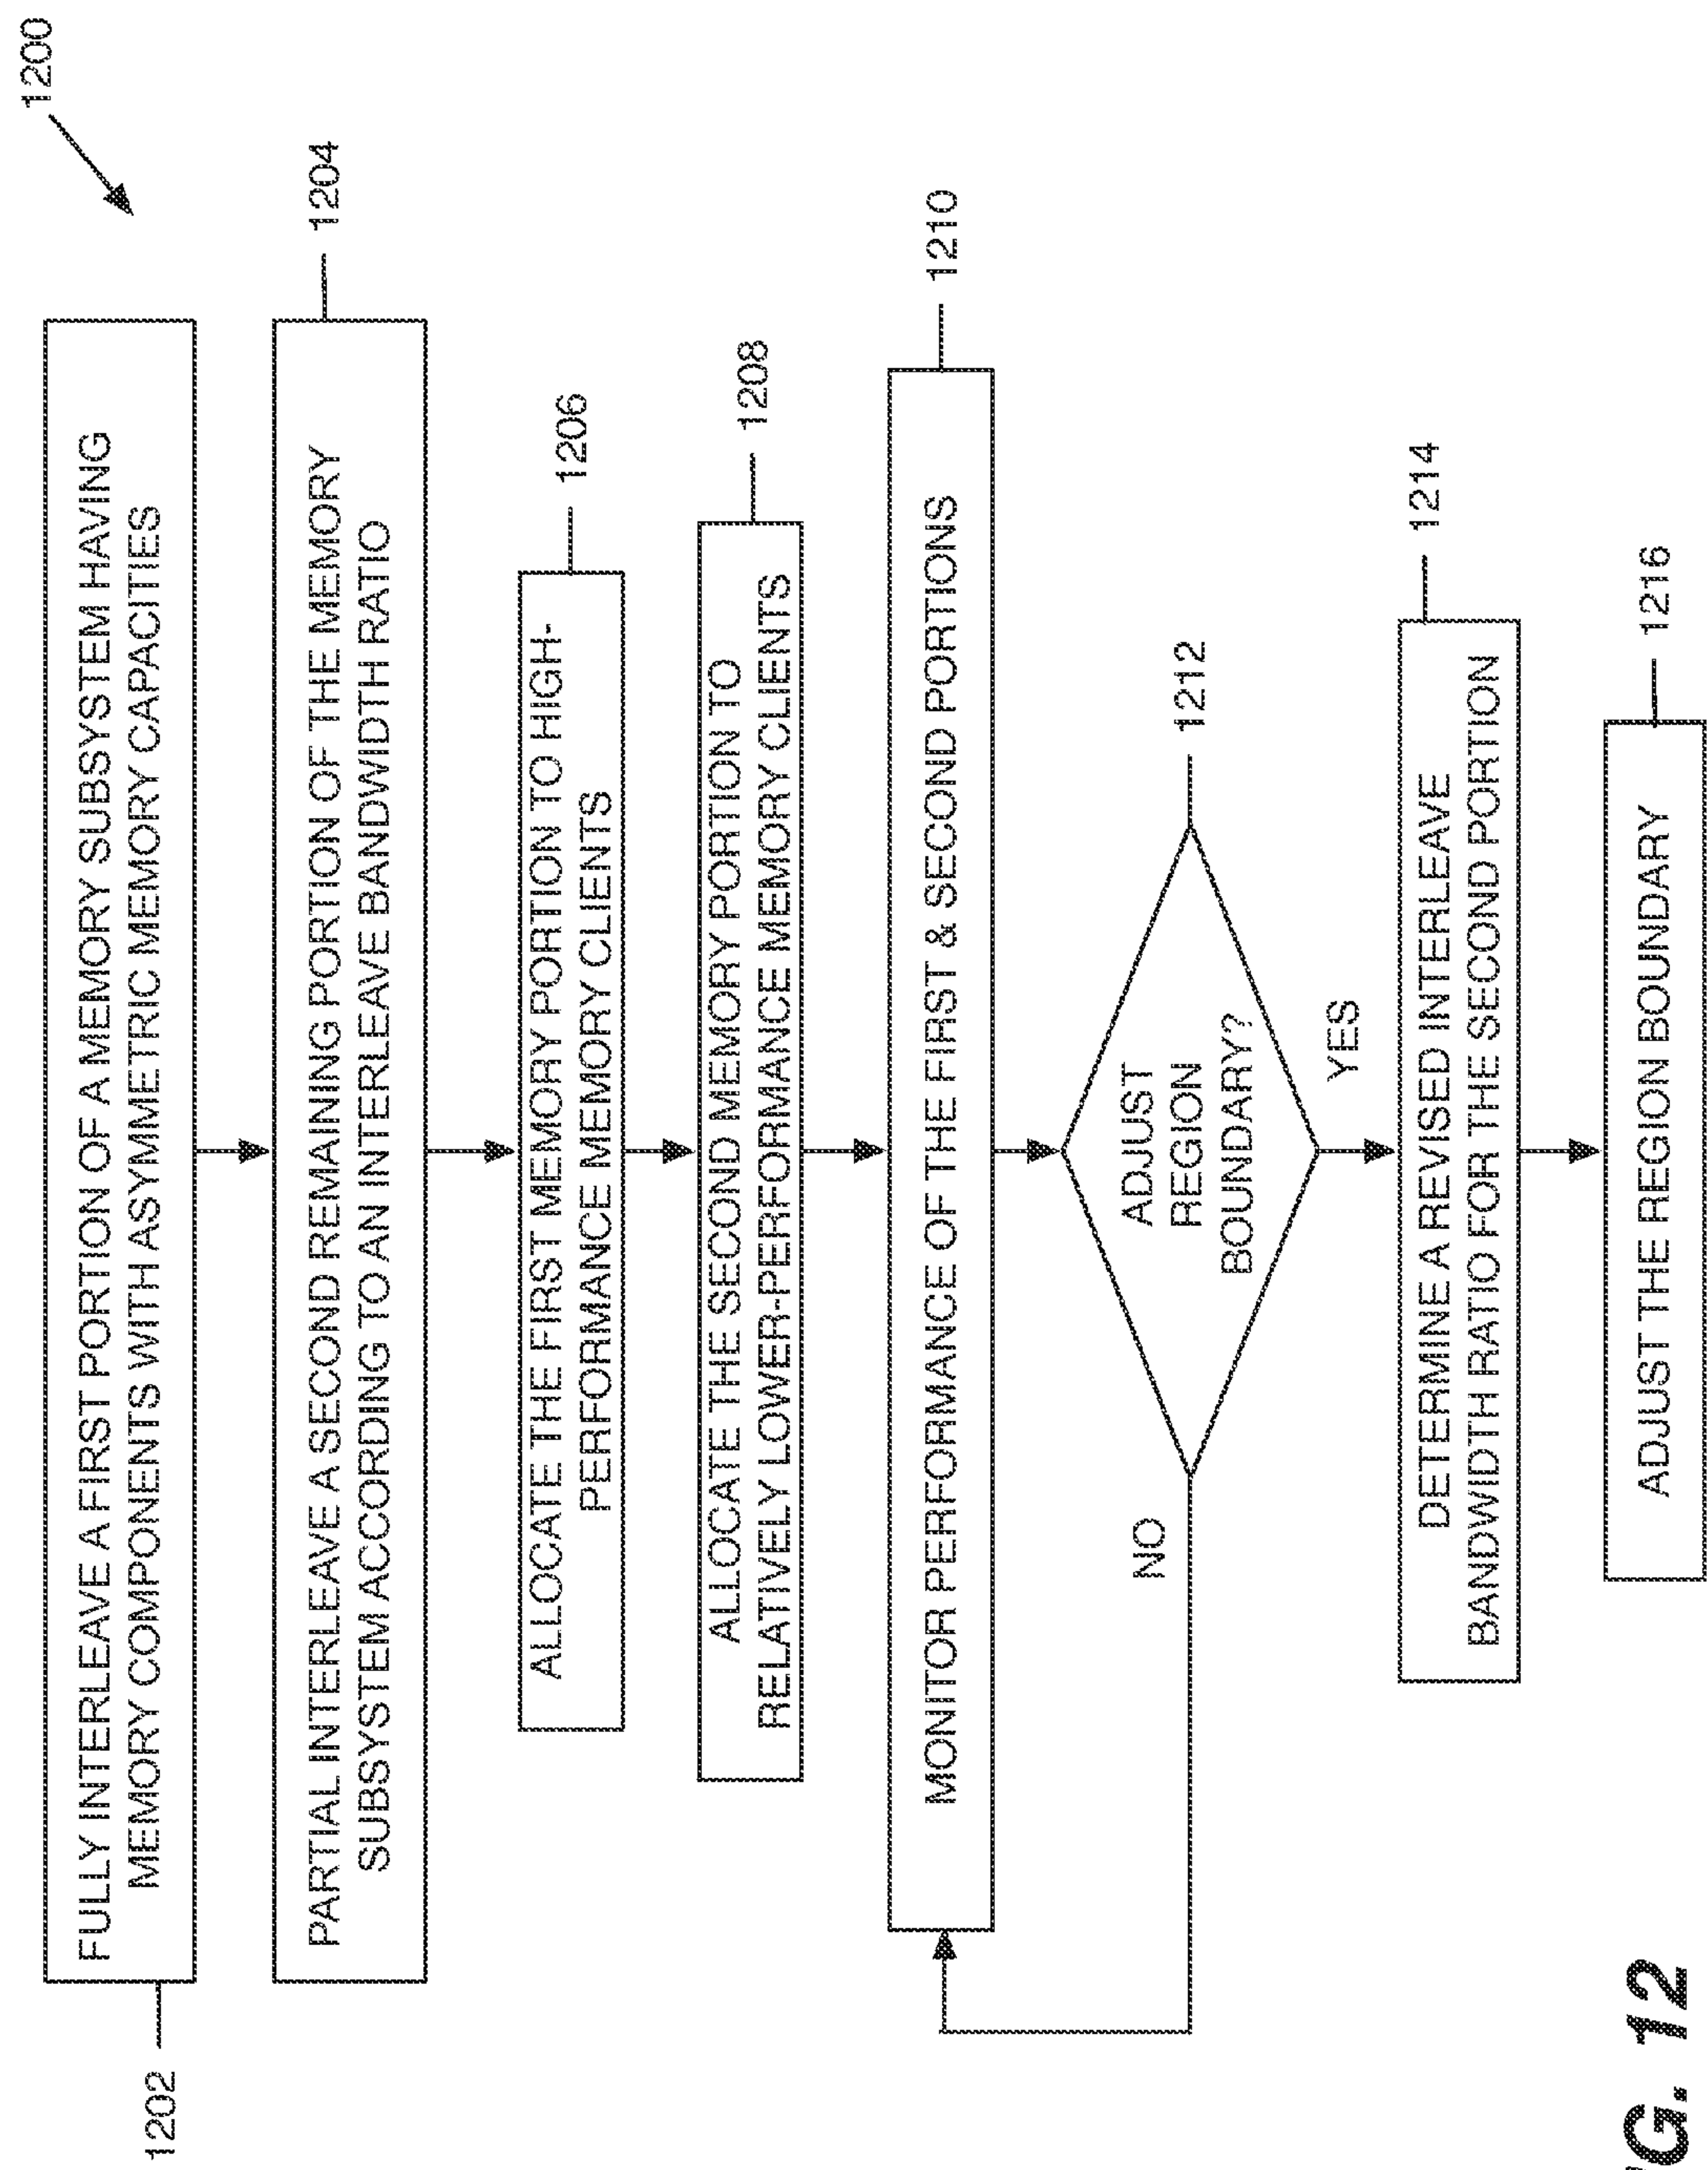 1200
FULLY INTERLEAVE A FIRST PORTION OF A MEMORY SUBSYSTEM HAVING
MEMORY COMPONENTS WITH ASYMMETRIC MEMORY CAPACITIES
1202
PARTIAL INTERLEAVE A SECOND REMAINING PORTION OF THE MEMORY
SUBSYSTEM ACCORDING TO AN INTERLEAVE BANDWIDTH RATIO
1204
ALLOCATE THE FIRST MEMORY PORTION TO HIGH-
PERFORMANCE MEMORY CLIENTS
1206
ALLOCATE THE SECOND MEMORY PORTION TO
RELATIVELY LOWER-PERFORMANCE MEMORY CLIENTS
1208
MONITOR PERFORMANCE OF THE FIRST & SECOND PORTIONS
1210
ADJUST
REGION
BOUNDARY?
1212
NO
YES
DETERMINE A REVISED INTERLEAVE
BANDWIDTH RATIO FOR THE SECOND PORTION
1214
ADJUST THE REGION BOUNDARY
1216
12